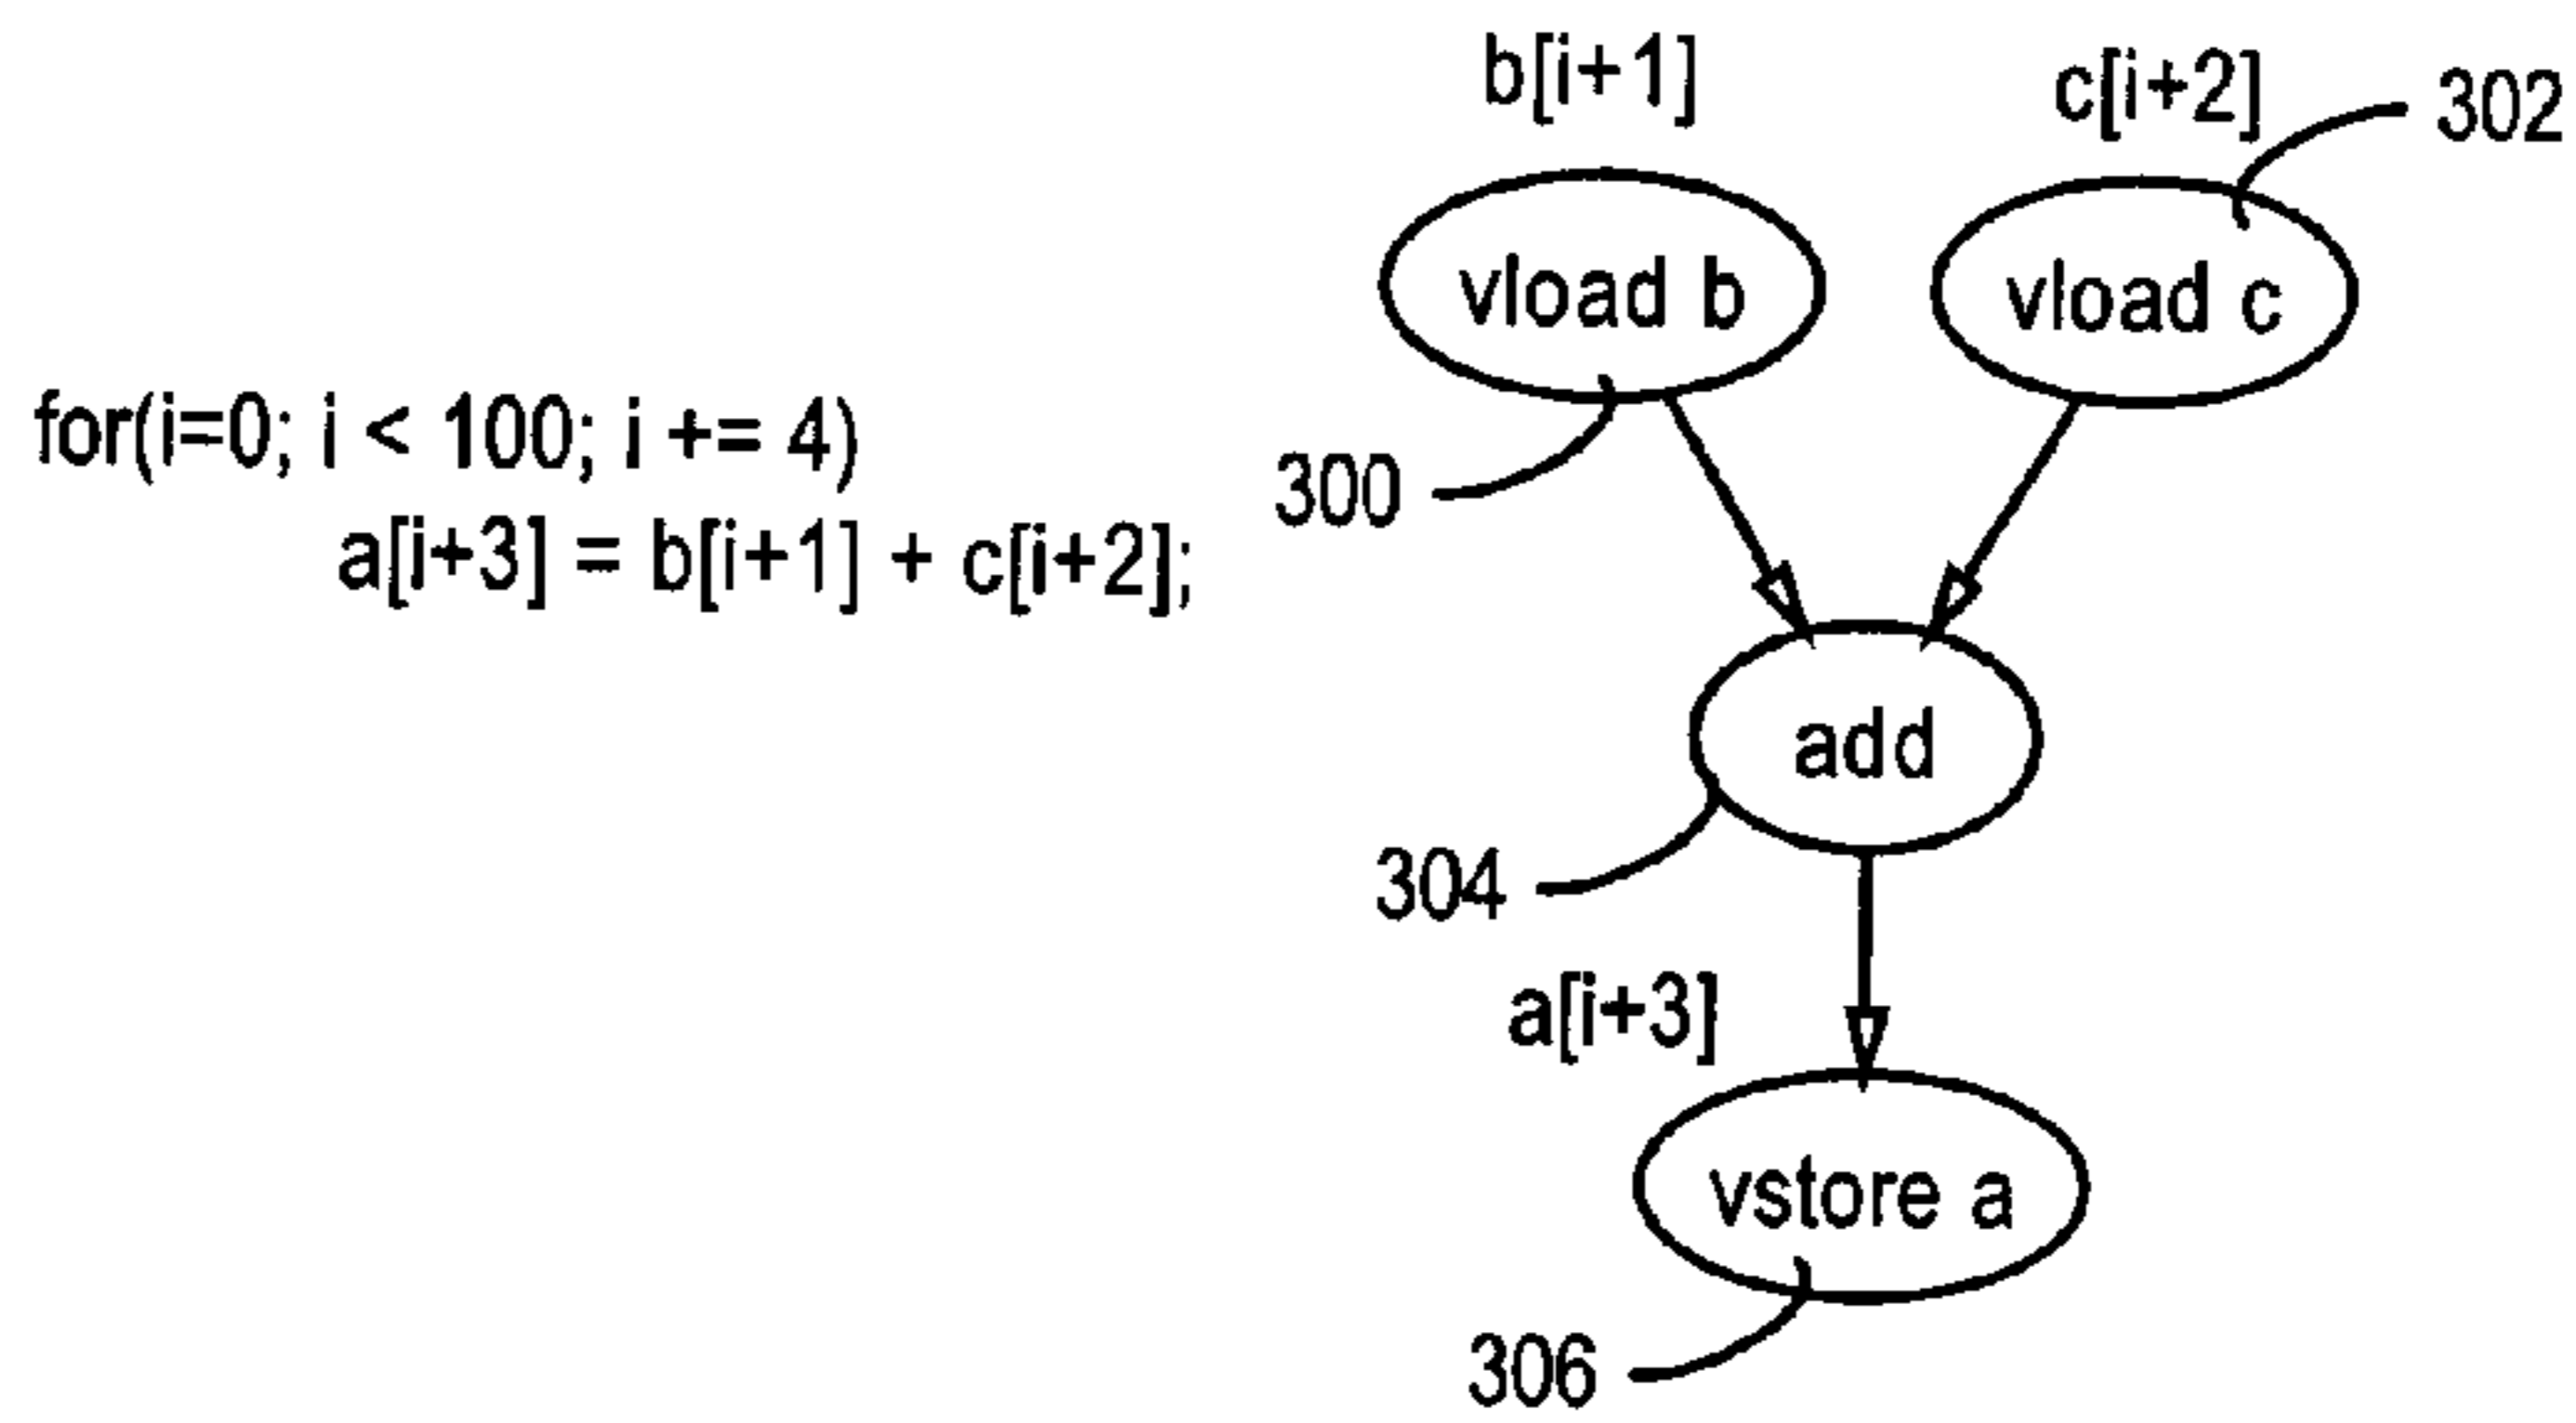 b[i+1]
c[i+2]
302
vload b
vload c
for(i=0; i < 100; i += 4)
300
a[i+3] = b[i+1] + c[i+2];
add
304
a[i+3]
vstore a
306